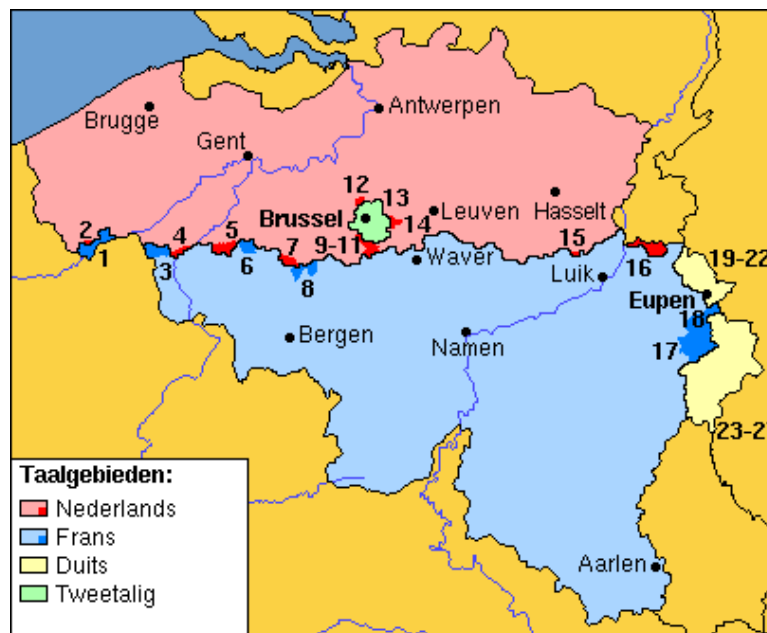 Brugge
Antwerpen
Gent
12
13
Brussel
14
Leuven
Hasselt
2
1
3
4
5
6
7
8
9-11
Waver
15
16
Luik
19-22
Eupen
18
17
Bergen
Namen
23-2
Aarlen
Taalgebieden:
Nederlands
Frans
Duits
Tweetalig